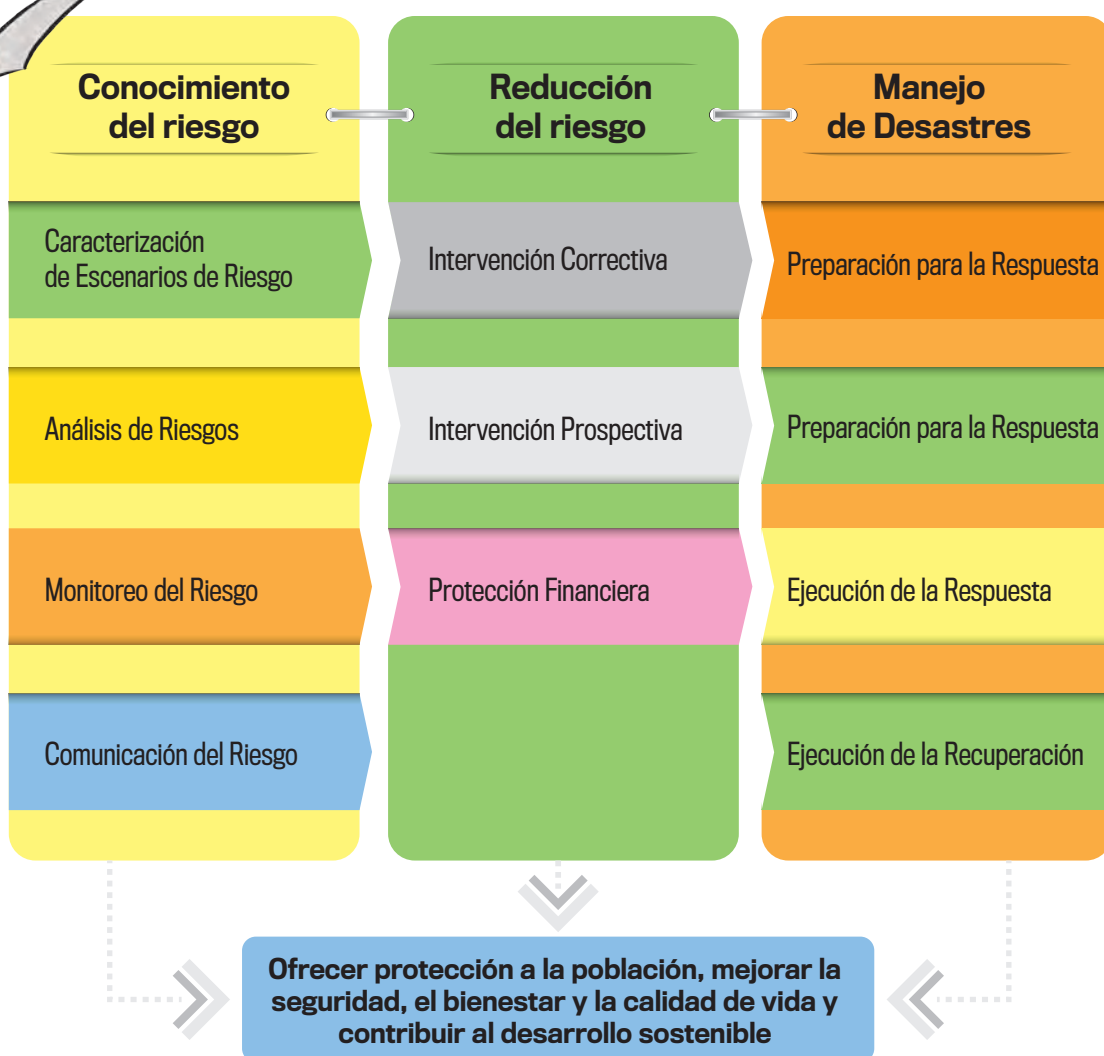 Conocimiento
del riesgo
Caracterización
de Escenarios de Riesgo
Análisis de Riesgos
Monitoreo del Riesgo
Comunicación del Riesgo
Reducción
del riesgo
Intervención Correctiva
Intervención Prospectiva
Protección Financiera
Manejo
de Desastres
Preparación para la Respuesta
Preparación para la Respuesta
Ejecución de la Respuesta
Ejecución de la Recuperación
Ofrecer protección a la población, mejorar la
seguridad, el bienestar y la calidad de vida y
contribuir al desarrollo sostenible